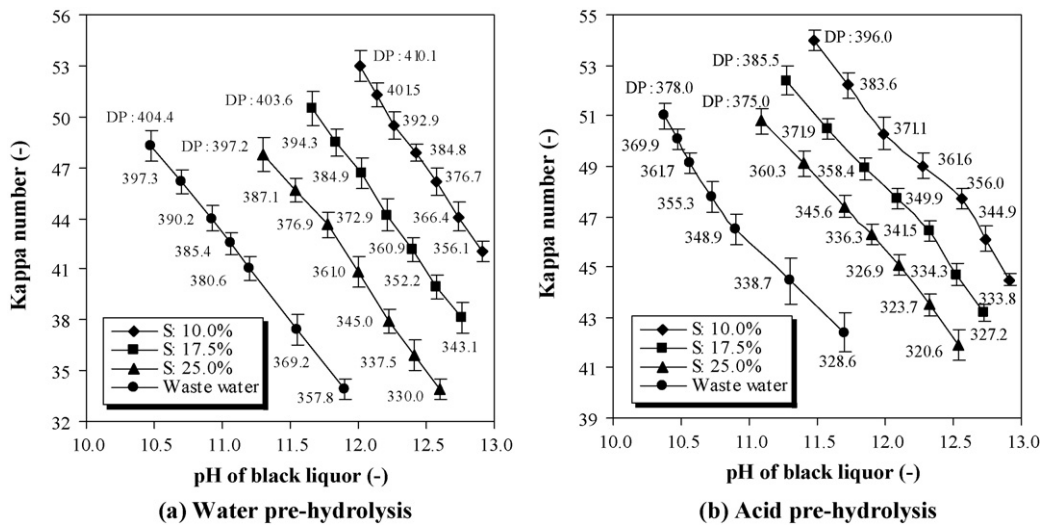 Kappa number (-)
56
53
50
47
44
41
38
35
32
DP : 410.1
401.5
392.9
384.8
376.7
366.4
356.1
DP : 403.6
394.3
384.9
372.9
360.9
352.2
343.1
DP : 397.2
387.1
376.9
361.0
345.0
337.5
330.0
DP : 404.4
397.3
390.2
385.4
380.6
369.2
357.8
S: 10.0%
S: 17.5%
S: 25.0%
Waste water
10.0 10.5 11.0 11.5 12.0 12.5 13.0
pH of black liquor (-)
(a) Water pre-hydrolysis
Kappa number (-)
55
53
51
49
47
45
43
41
39
DP : 396.0
383.6
371.1
361.6
356.0
344.9
333.8
DP : 385.5
371.9
358.4
349.9
341.5
334.3
327.2
DP : 375.0
360.3
345.6
336.3
326.9
323.7
320.6
DP : 378.0
369.9
361.7
355.3
348.9
338.7
328.6
S: 10.0%
S: 17.5%
S: 25.0%
Waste water
10.0 10.5 11.0 11.5 12.0 12.5 13.0
pH of black liquor (-)
(b) Acid pre-hydrolysis